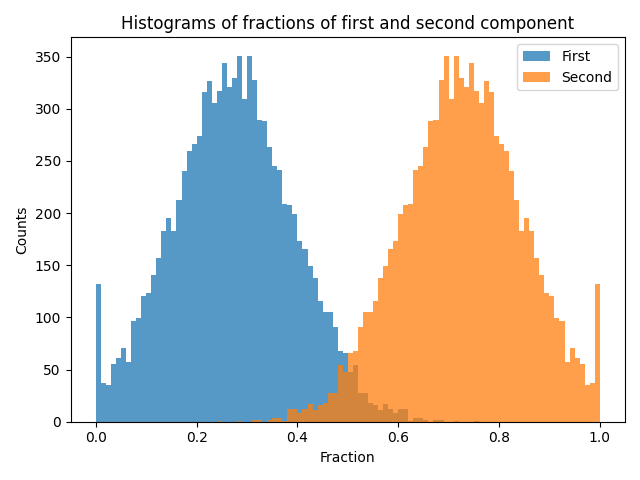 Histograms of fractions of first and second component
First
Second
Counts
350
300
250
200
150
100
50
0
0.0 0.2 0.4 0.6 0.8 1.0
Fraction